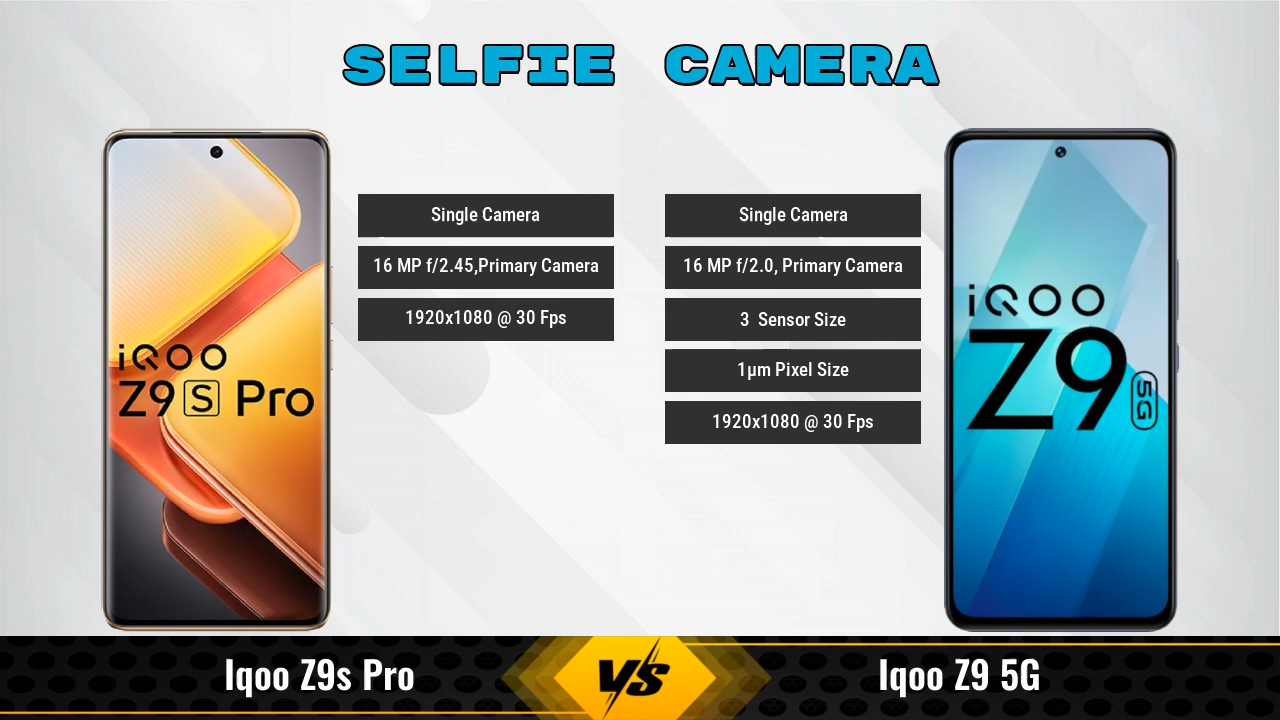 SELFIE CAMERA
iQOO
Z9 S Pro
Single Camera
16 MP f/2.45,Primary Camera
1920x1080 @ 30 Fps
Single Camera
16 MP f/2.0, Primary Camera
3 Sensor Size
1µm Pixel Size
1920x1080 @ 30 Fps
iQOO
Z9 5G
Iqoo Z9s Pro
VS
Iqoo Z9 5G